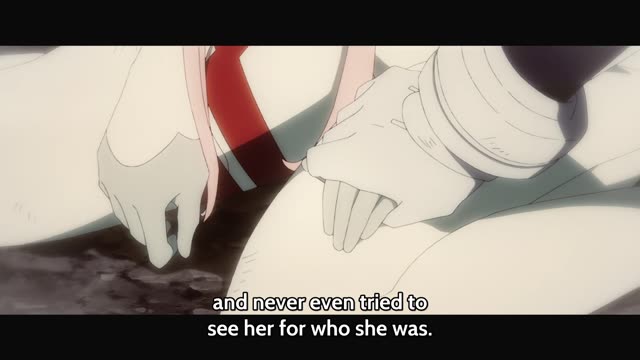 and never even tried to
see her for who she was.